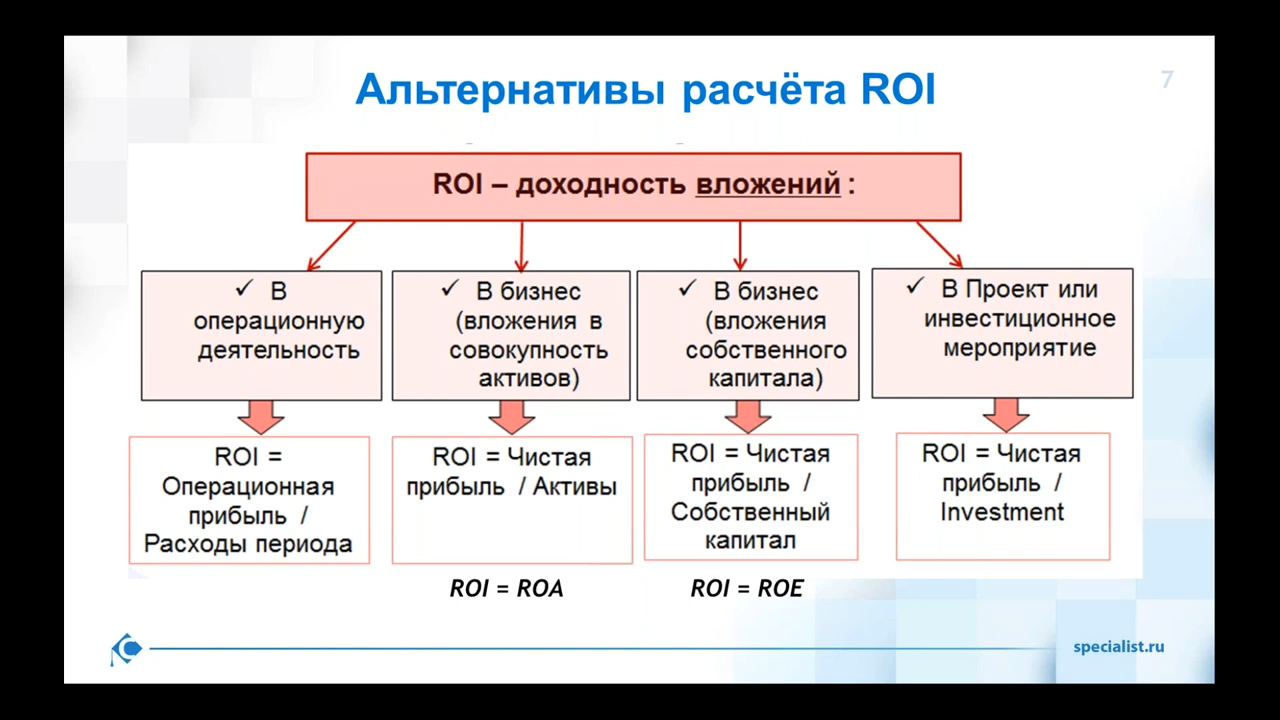 Альтернативы расчёта ROI
7
ROI – доходность вложений :
✓ В
операционную
деятельность
✓ В бизнес
(вложения в
совокупность
активов)
✓ В бизнес
(вложения
собственного
капитала)
✓ В Проект или
инвестиционное
мероприятие
ROI =
Операционная
прибыль /
Расходы периода
ROI = Чистая
прибыль / Активы
ROI = Чистая
прибыль /
Собственный
капитал
ROI = Чистая
прибыль /
Investment
ROI = ROA
ROI = ROE
specialist.ru